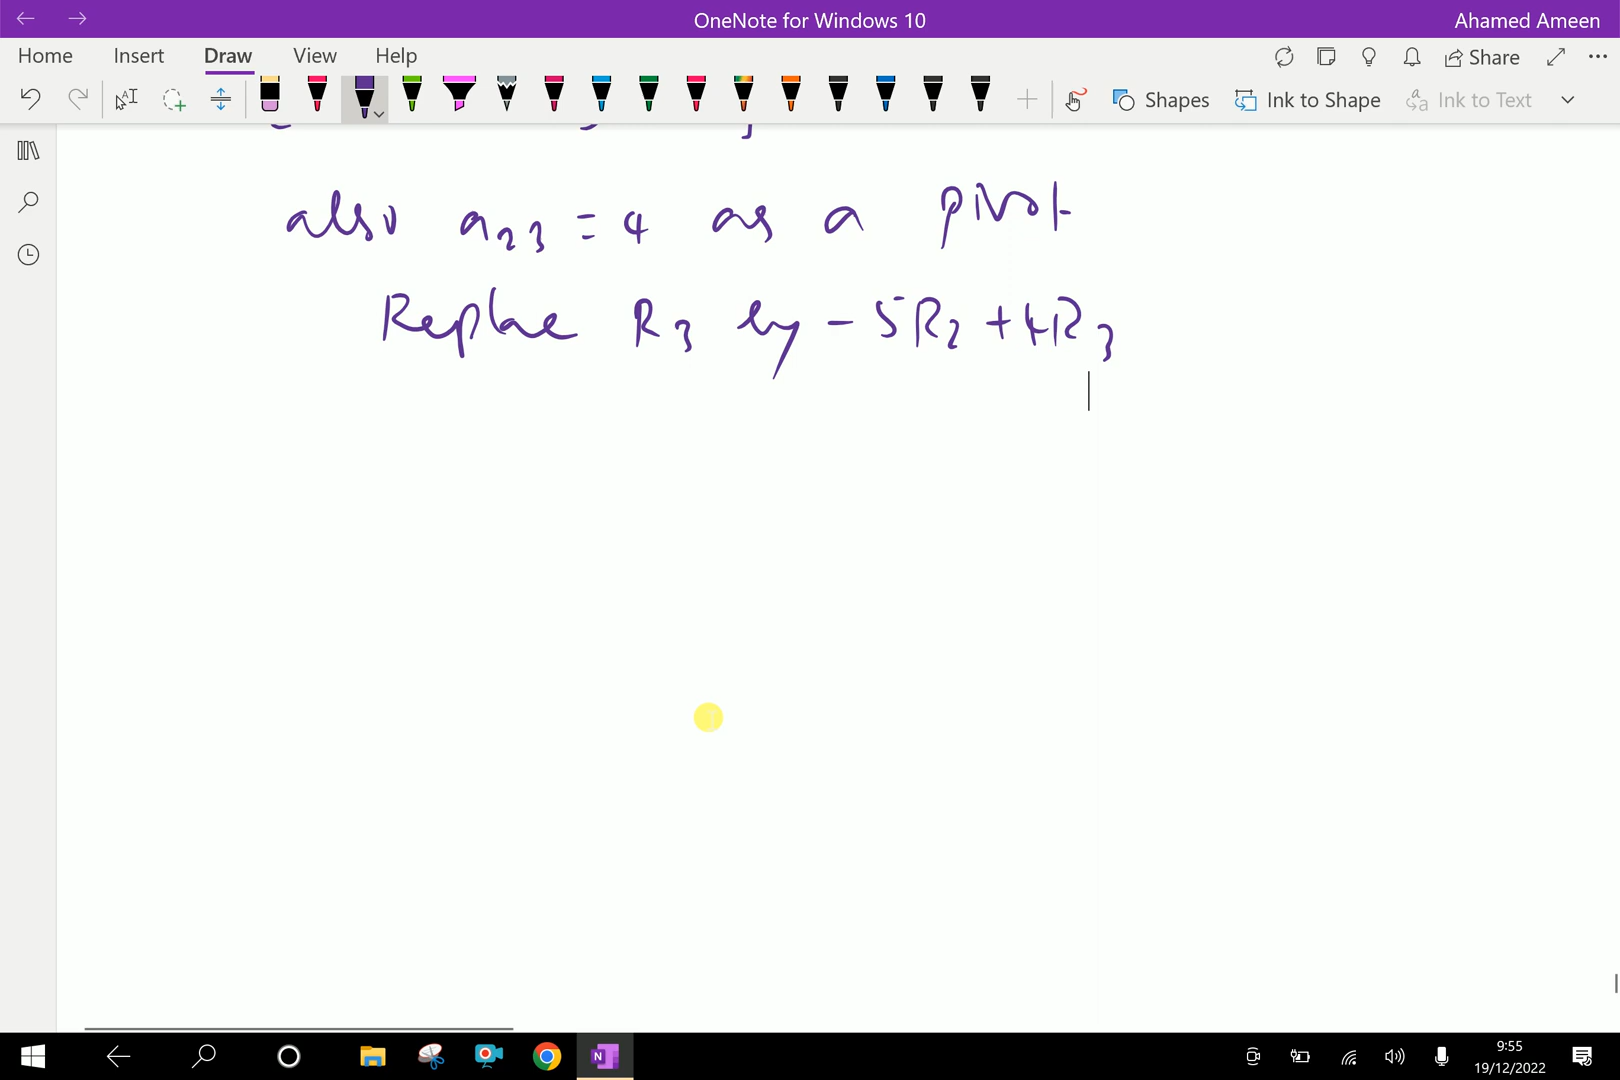 OneNote for Windows 10
Ahamed Ameen
Home Insert Draw View Help
Share
Shapes Ink to Shape Ink to Text
also a23 = 4 as a pivot
Replace R3 by - 5R2 + 4R3
9:55
19/12/2022